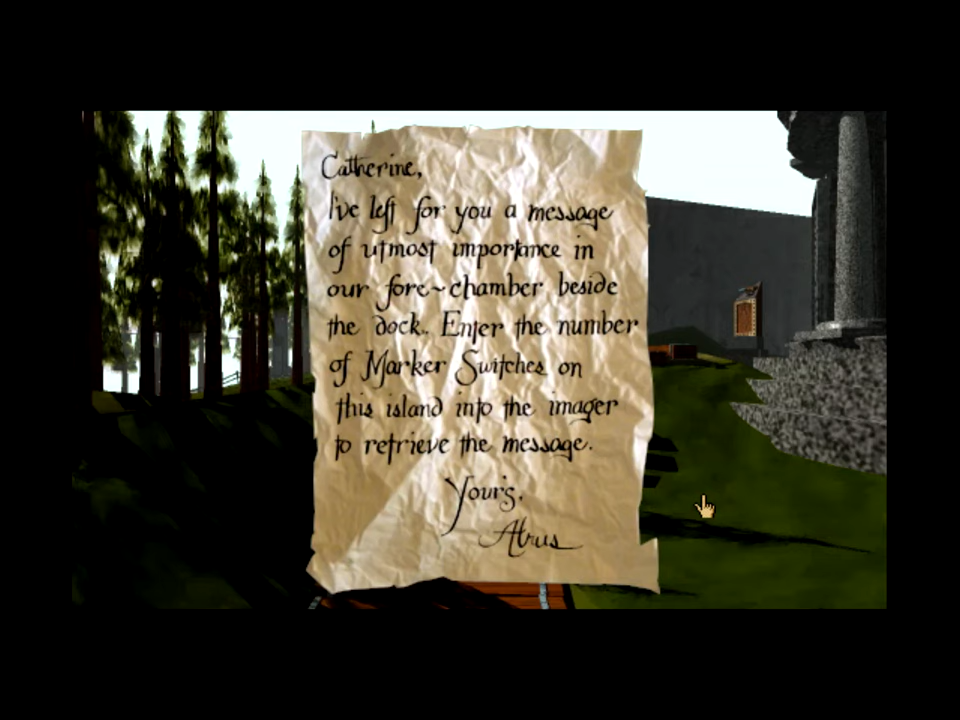 Catherine,
I've left for you a message
of utmost importance in
our fore~chamber beside
the dock. Enter the number
of Marker Switches on
this island into the imager
to retrieve the message.
Yours,
Atrus